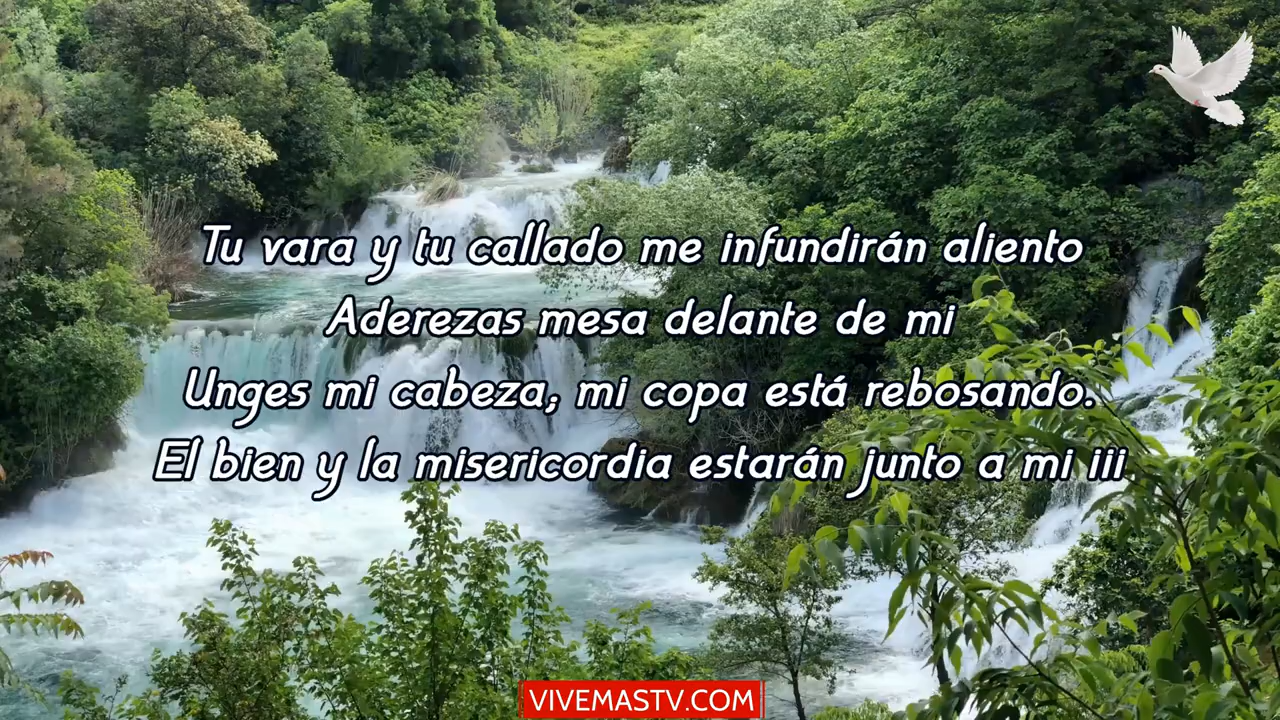 Tu vara y tu callado me infundirán aliento
Aderezas mesa delante de mi
Unges mi cabeza; mi copa está rebosando.
El bien y la misericordia estarán junto a mi iii
VIVEMASTV.COM